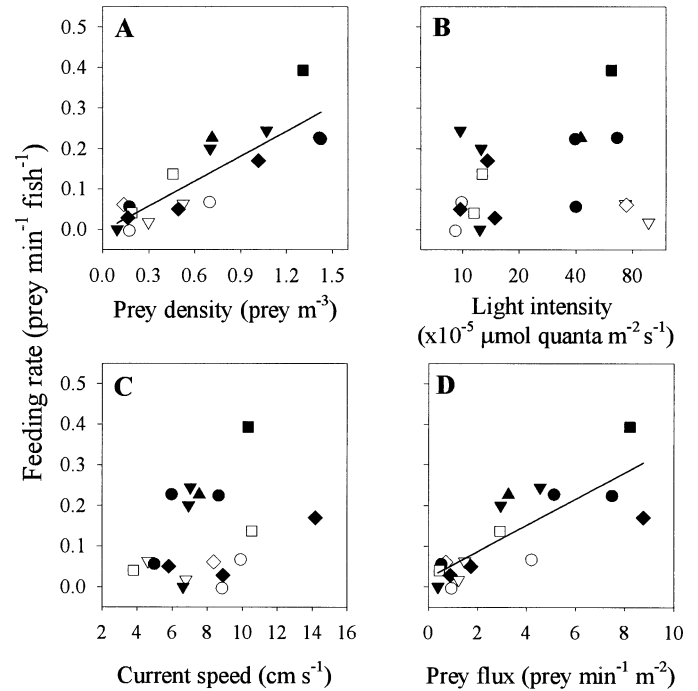 A
B
0.5
0.4
0.3
0.2
0.1
0.0
0.0 0.3 0.6 0.9 1.2 1.5
10 20 40 80
Prey density (prey m⁻³)
Light intensity
(x10⁻⁵ μmol quanta m⁻² s⁻¹)
Feeding rate (prey min⁻¹ fish⁻¹)
C
D
0.5
0.4
0.3
0.2
0.1
0.0
2 4 6 8 10 12 14 16
0 2 4 6 8 10
Current speed (cm s⁻¹)
Prey flux (prey min⁻¹ m⁻²)